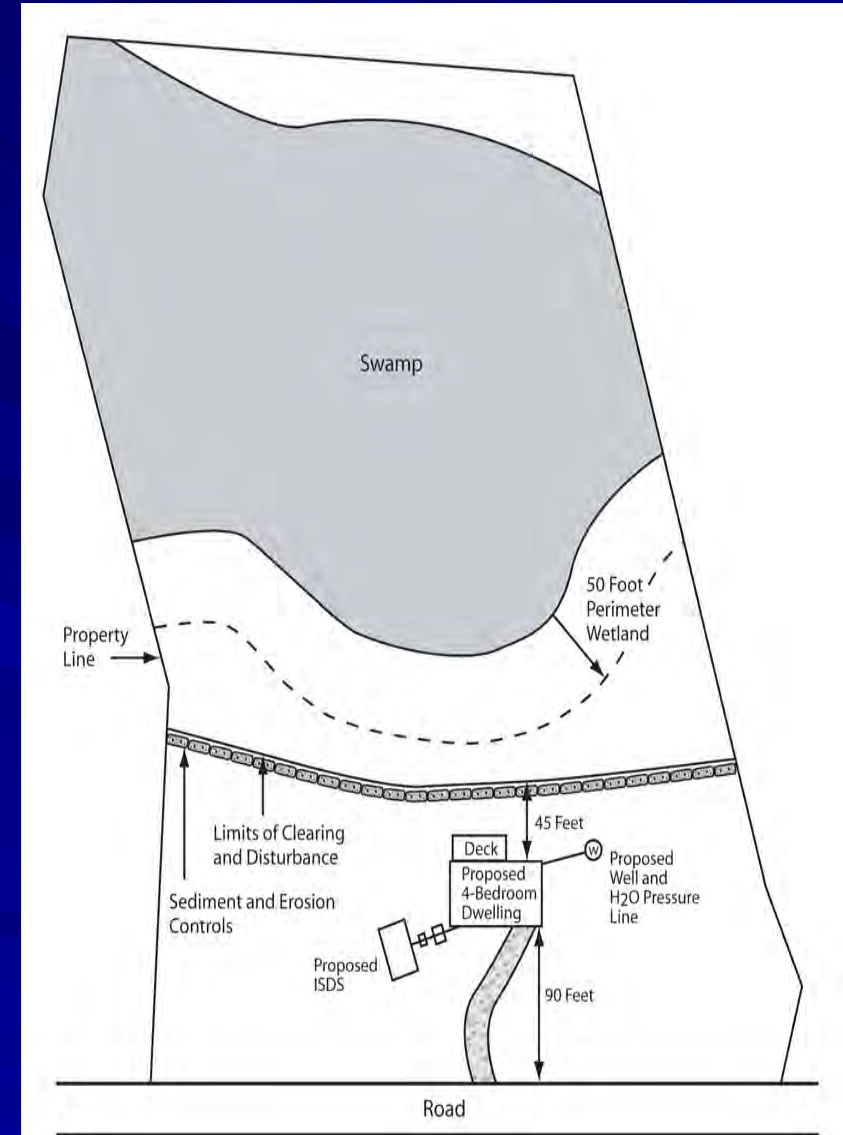 Swamp
50 Foot
Perimeter
Wetland
Property
Line
45 Feet
Limits of Clearing
and Disturbance
Deck
W
Proposed
Well and
H2O Pressure
Line
Proposed
4-Bedroom
Dwelling
Sediment and Erosion
Controls
Proposed
ISDS
90 Feet
Road